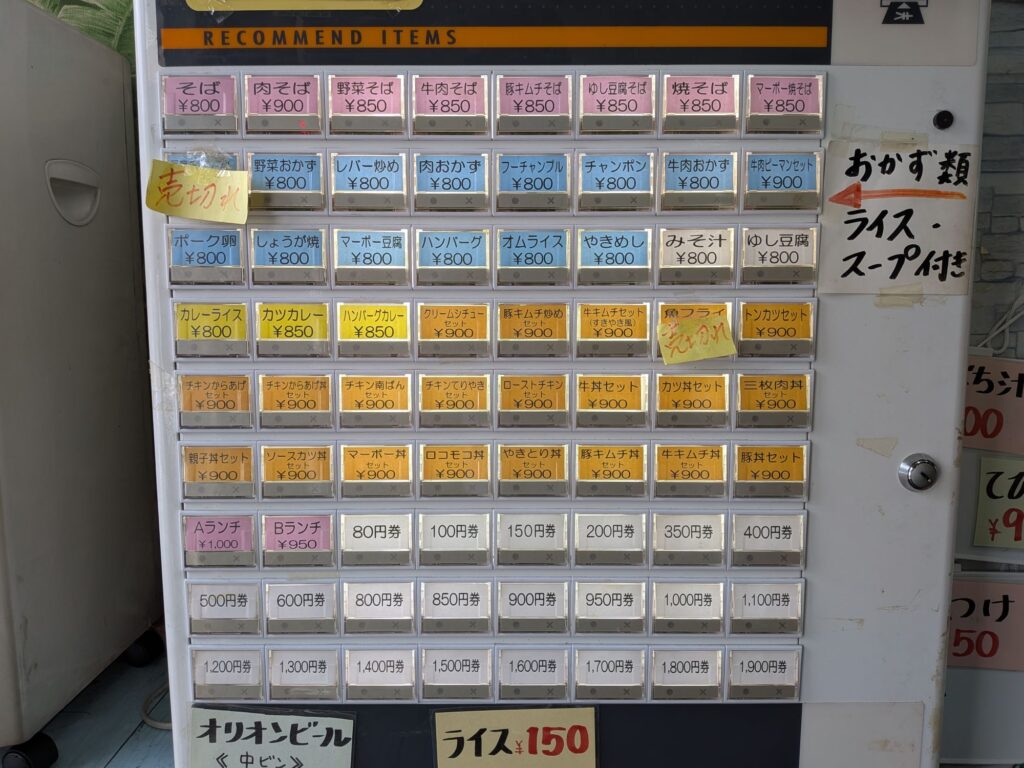 RECOMMEND ITEMS
そば ¥800
肉そば ¥900
野菜そば ¥850
牛肉そば ¥850
豚キムチそば ¥850
ゆし豆腐そば ¥850
焼そば ¥850
マーボー焼そば ¥850
売切れ
野菜おかず ¥800
レバー炒め ¥800
肉おかず ¥800
フーチャンプル ¥800
チャンポン ¥800
牛肉おかず ¥800
牛肉ピーマンセット ¥900
おかず類
ライス・
スープ付き
ポーク卵 ¥800
しょうが焼 ¥800
マーボー豆腐 ¥800
ハンバーグ ¥800
オムライス ¥800
やきめし ¥800
みそ汁 ¥800
ゆし豆腐 ¥800
カレーライス ¥800
カツカレー ¥850
ハンバーグカレー ¥850
クリームシチュー セット ¥900
豚キムチ炒め セット ¥900
牛キムチセット (すきやき風) ¥900
魚フライ
売切れ
トンカツセット ¥900
チキンからあげ セット ¥900
チキンからあげ丼 セット ¥900
チキン南ばん セット ¥900
チキンてりやき セット ¥900
ローストチキン セット ¥900
牛丼セット ¥900
カツ丼セット ¥900
三枚肉丼 セット ¥900
親子丼セット ¥900
ソースカツ丼 セット ¥900
マーボー丼 セット ¥900
ロコモコ丼 セット ¥900
やきとり丼 セット ¥900
豚キムチ丼 セット ¥900
牛キムチ丼 セット ¥900
豚丼セット ¥900
Aランチ ¥1,000
Bランチ ¥950
80円券
100円券
150円券
200円券
350円券
400円券
500円券
600円券
800円券
850円券
900円券
950円券
1,000円券
1,100円券
1,200円券
1,300円券
1,400円券
1,500円券
1,600円券
1,700円券
1,800円券
1,900円券
オリオンビール
《中ビン》
ライス¥150
ち汁
00
てび
¥9
つけ
50